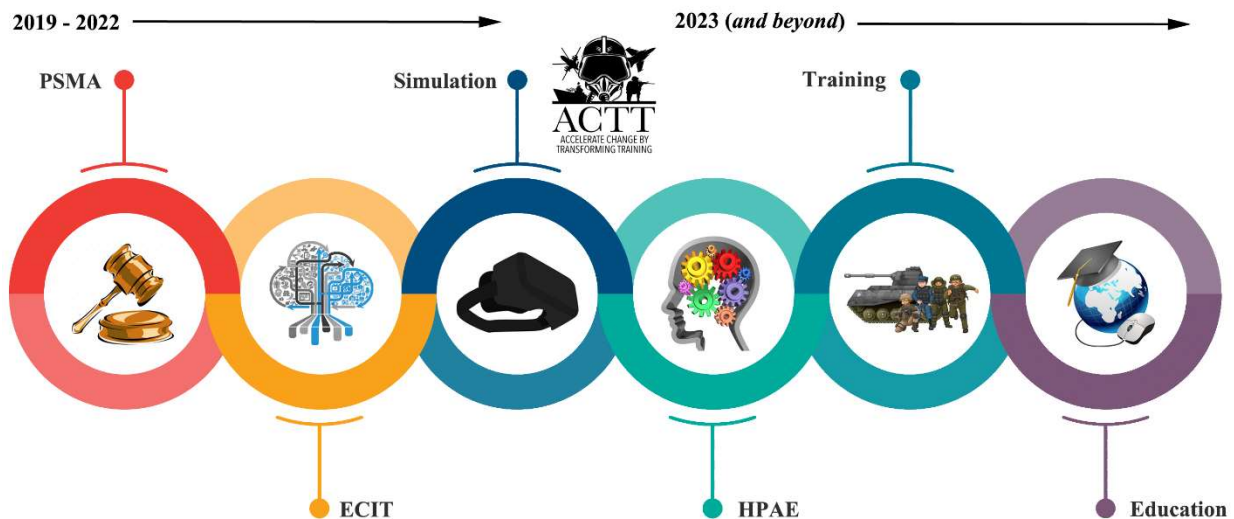 2019 - 2022
2023 (and beyond)
PSMA
Simulation
Training
ACTT
ACCELERATE CHANGE BY
TRANSFORMING TRAINING
ECIT
HPAE
Education